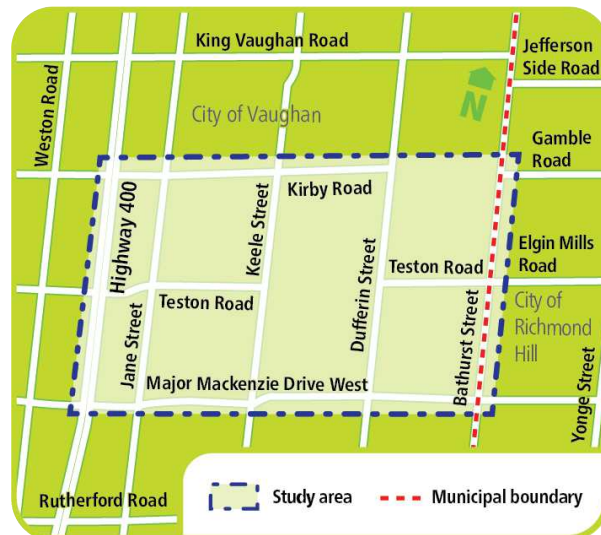 King Vaughan Road
Jefferson
Side Road
Weston Road
N
City of Vaughan
Gamble
Road
Highway 400
Keele Street
Kirby Road
Dufferin Street
Teston Road
Elgin Mills
Road
Teston Road
Jane Street
Bathurst Street
City of
Richmond
Hill
Major Mackenzie Drive West
Yonge Street
Rutherford Road
Study area
Municipal boundary